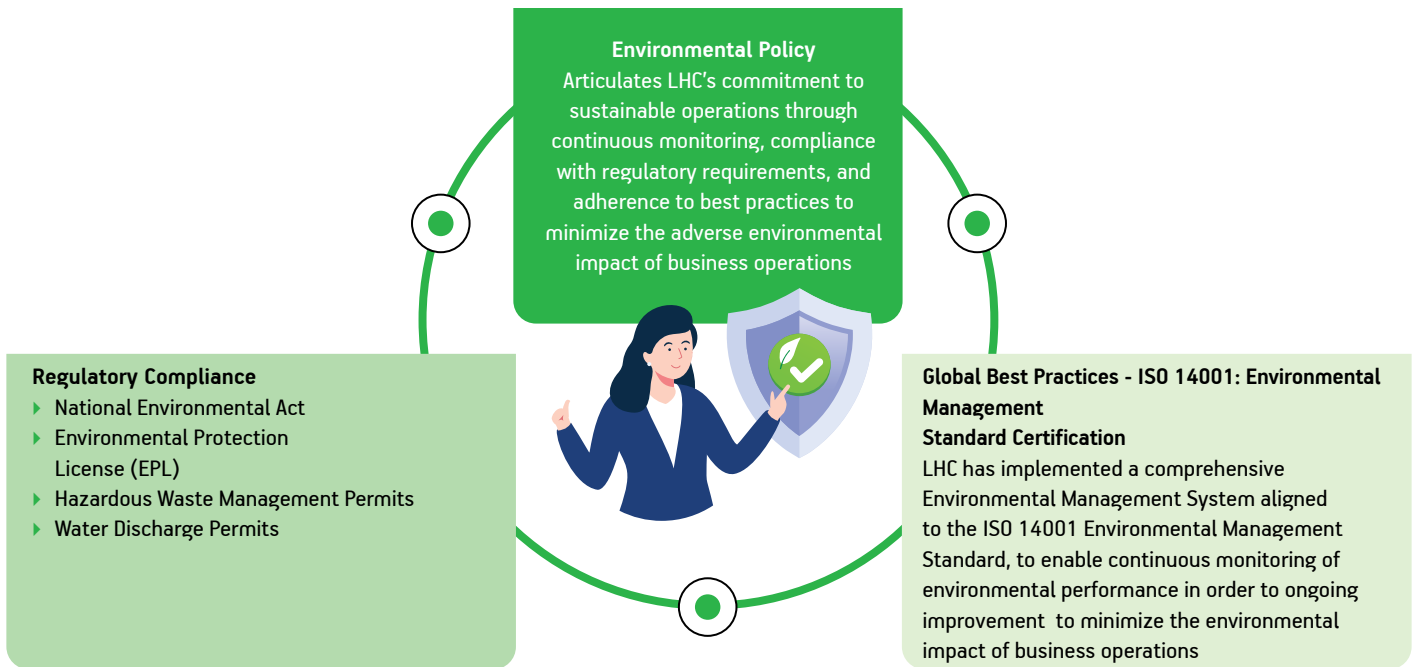 Environmental Policy
Articulates LHC's commitment to
sustainable operations through
continuous monitoring, compliance
with regulatory requirements, and
adherence to best practices to
minimize the adverse environmental
impact of business operations
Regulatory Compliance
National Environmental Act
Environmental Protection
License (EPL)
Hazardous Waste Management Permits
Water Discharge Permits
Global Best Practices - ISO 14001: Environmental
Management
Standard Certification
LHC has implemented a comprehensive
Environmental Management System aligned
to the ISO 14001 Environmental Management
Standard, to enable continuous monitoring of
environmental performance in order to ongoing
improvement to minimize the environmental
impact of business operations